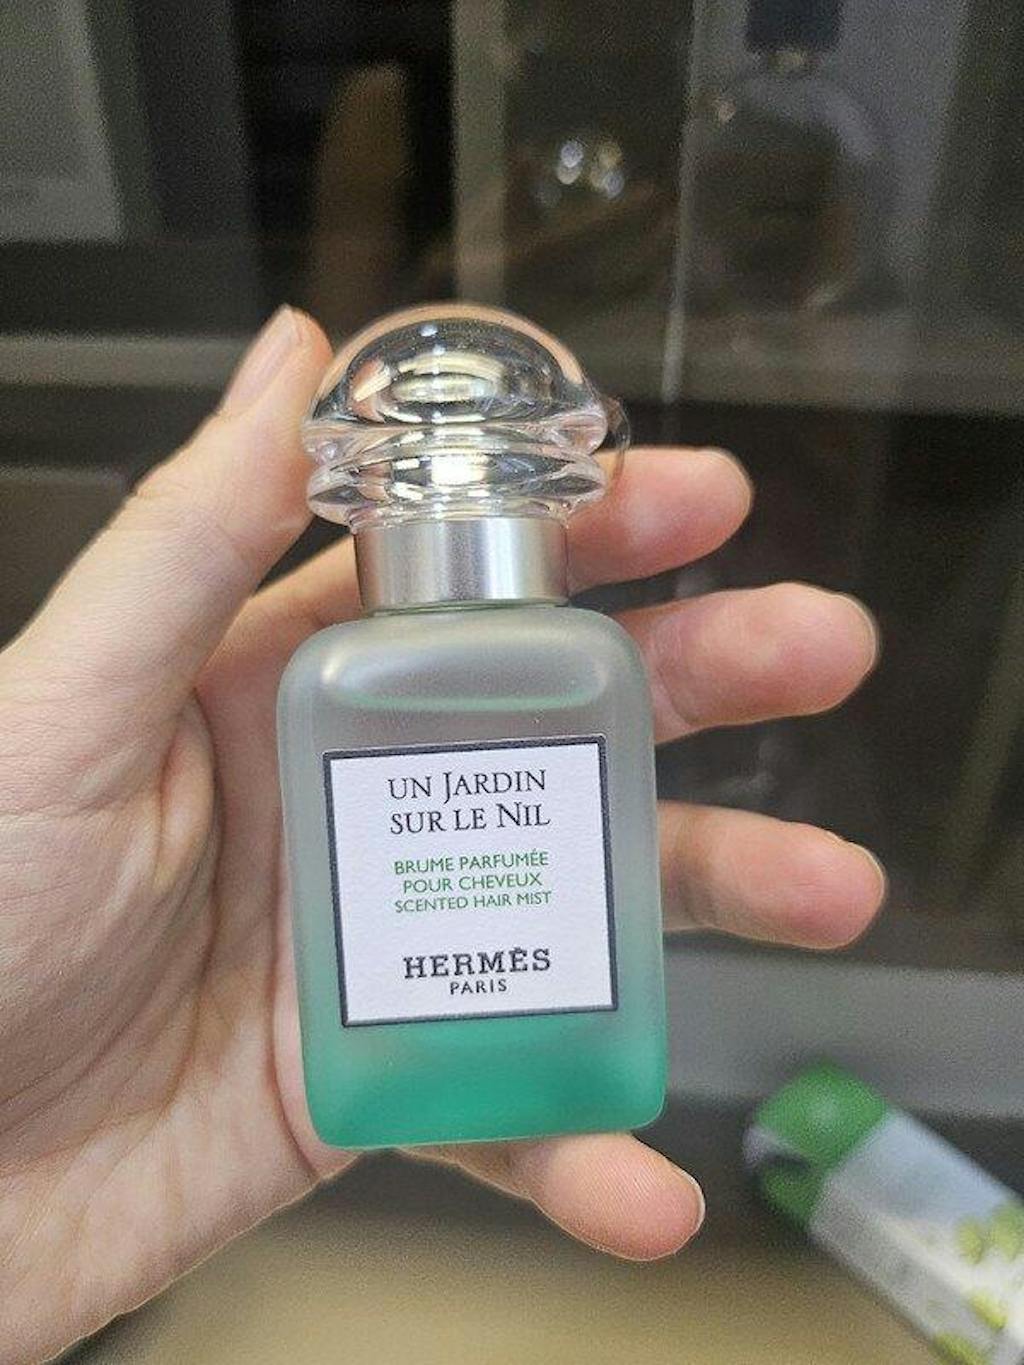 UN JARDIN
SUR LE NIL
BRUME PARFUMÉE
POUR CHEVEUX
SCENTED HAIR MIST
HERMÈS
PARIS